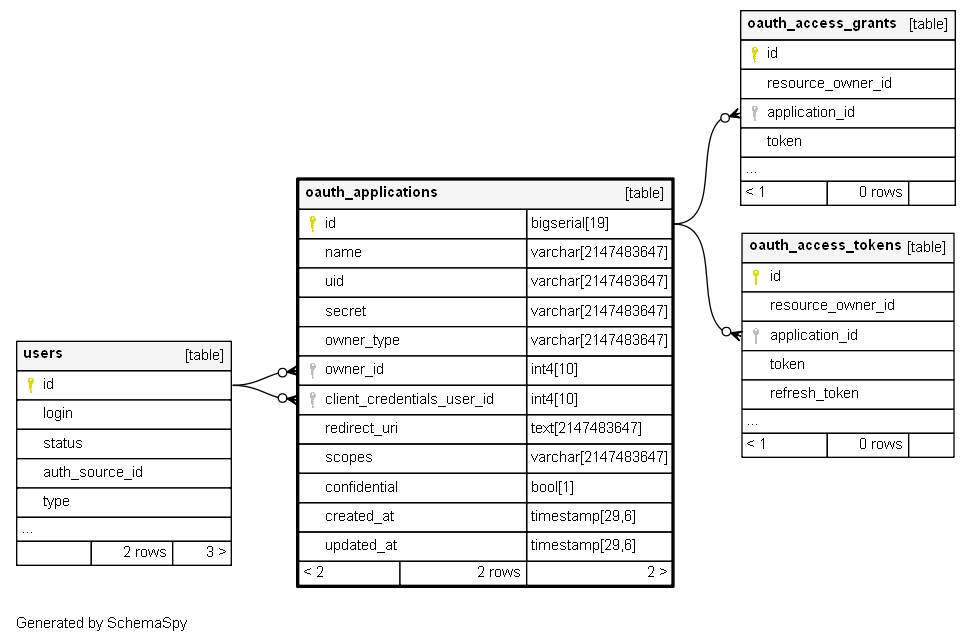 oauth_access_grants [table]
id
resource_owner_id
application_id
token
...
< 1 0 rows
oauth_applications [table]
id bigserial[19]
name varchar[2147483647]
uid varchar[2147483647]
secret varchar[2147483647]
owner_type varchar[2147483647]
owner_id int4[10]
client_credentials_user_id int4[10]
redirect_uri text[2147483647]
scopes varchar[2147483647]
confidential bool[1]
created_at timestamp[29,6]
updated_at timestamp[29,6]
< 2 2 rows 2 >
oauth_access_tokens [table]
id
resource_owner_id
application_id
token
refresh_token
...
< 1 0 rows
users [table]
id
login
status
auth_source_id
type
...
2 rows 3 >
Generated by SchemaSpy